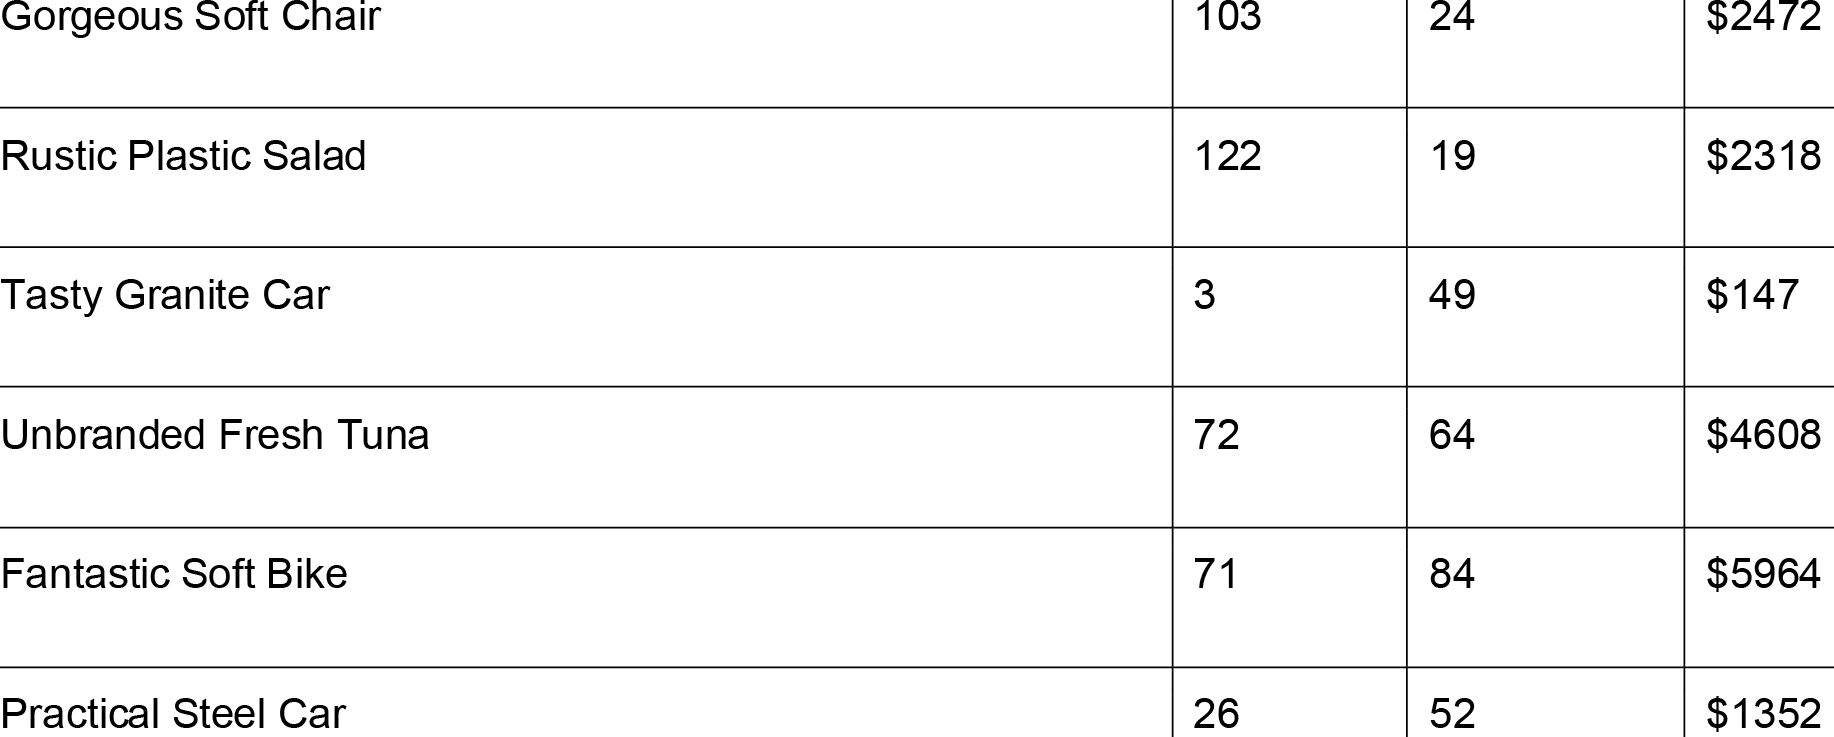 Gorgeous Soft Chair 103 24 $2472
Rustic Plastic Salad 122 19 $2318
Tasty Granite Car 3 49 $147
Unbranded Fresh Tuna 72 64 $4608
Fantastic Soft Bike 71 84 $5964
Practical Steel Car 26 52 $1352